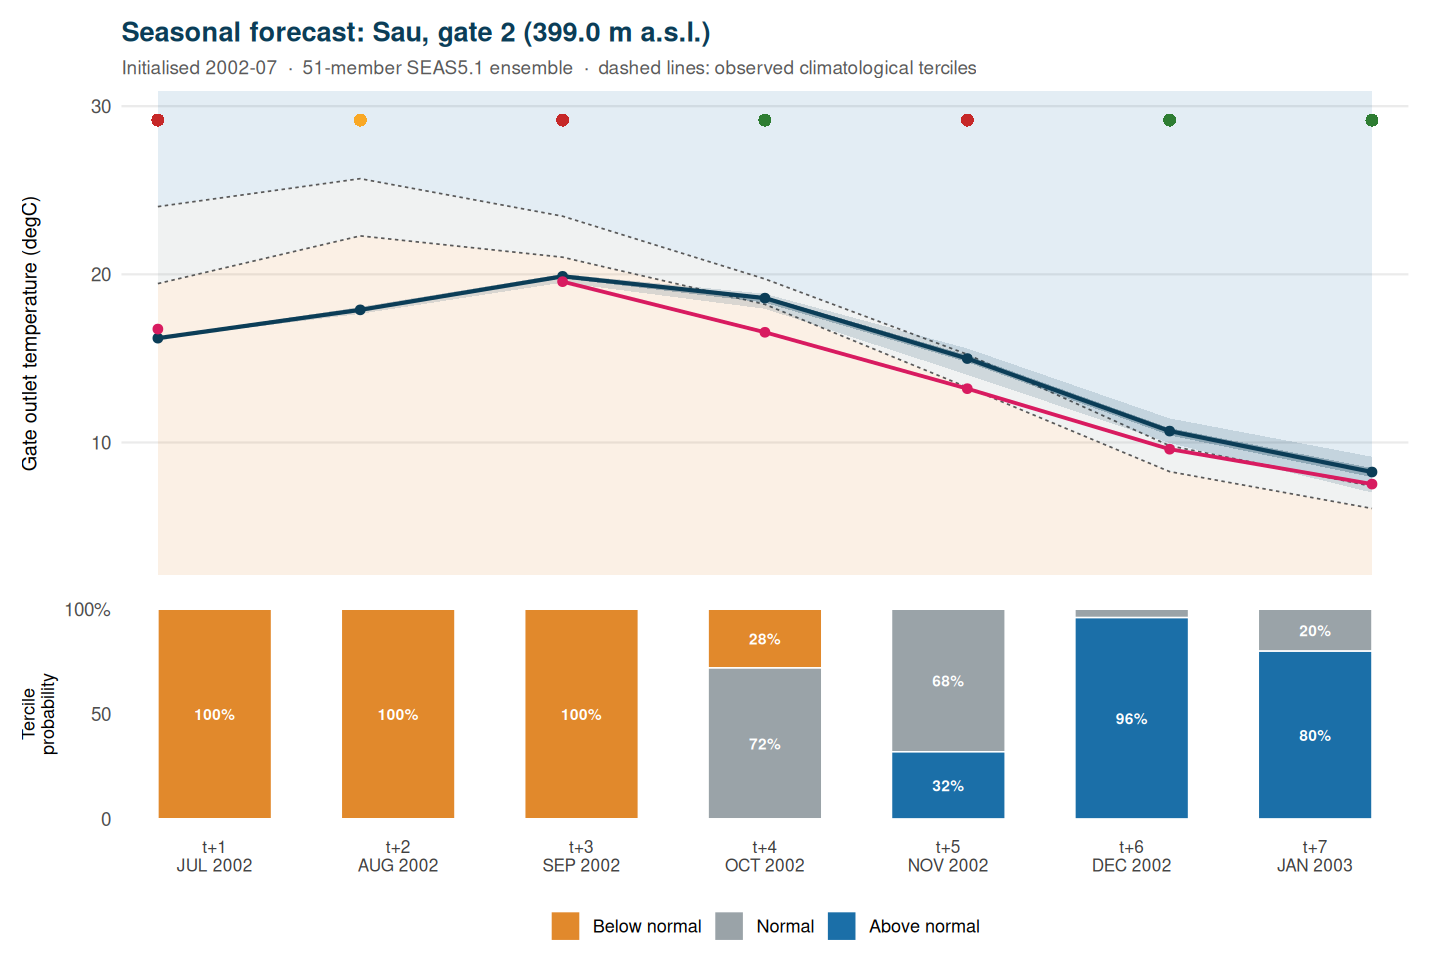 Seasonal forecast: Sau, gate 2 (399.0 m a.s.l.)
Initialised 2002-07 · 51-member SEAS5.1 ensemble · dashed lines: observed climatological terciles
Gate outlet temperature (degC)
30
20
10
Tercile
probability
100%
50
0
100%
100%
100%
28%
72%
68%
32%
96%
20%
80%
t+1
JUL 2002
t+2
AUG 2002
t+3
SEP 2002
t+4
OCT 2002
t+5
NOV 2002
t+6
DEC 2002
t+7
JAN 2003
Below normal
Normal
Above normal